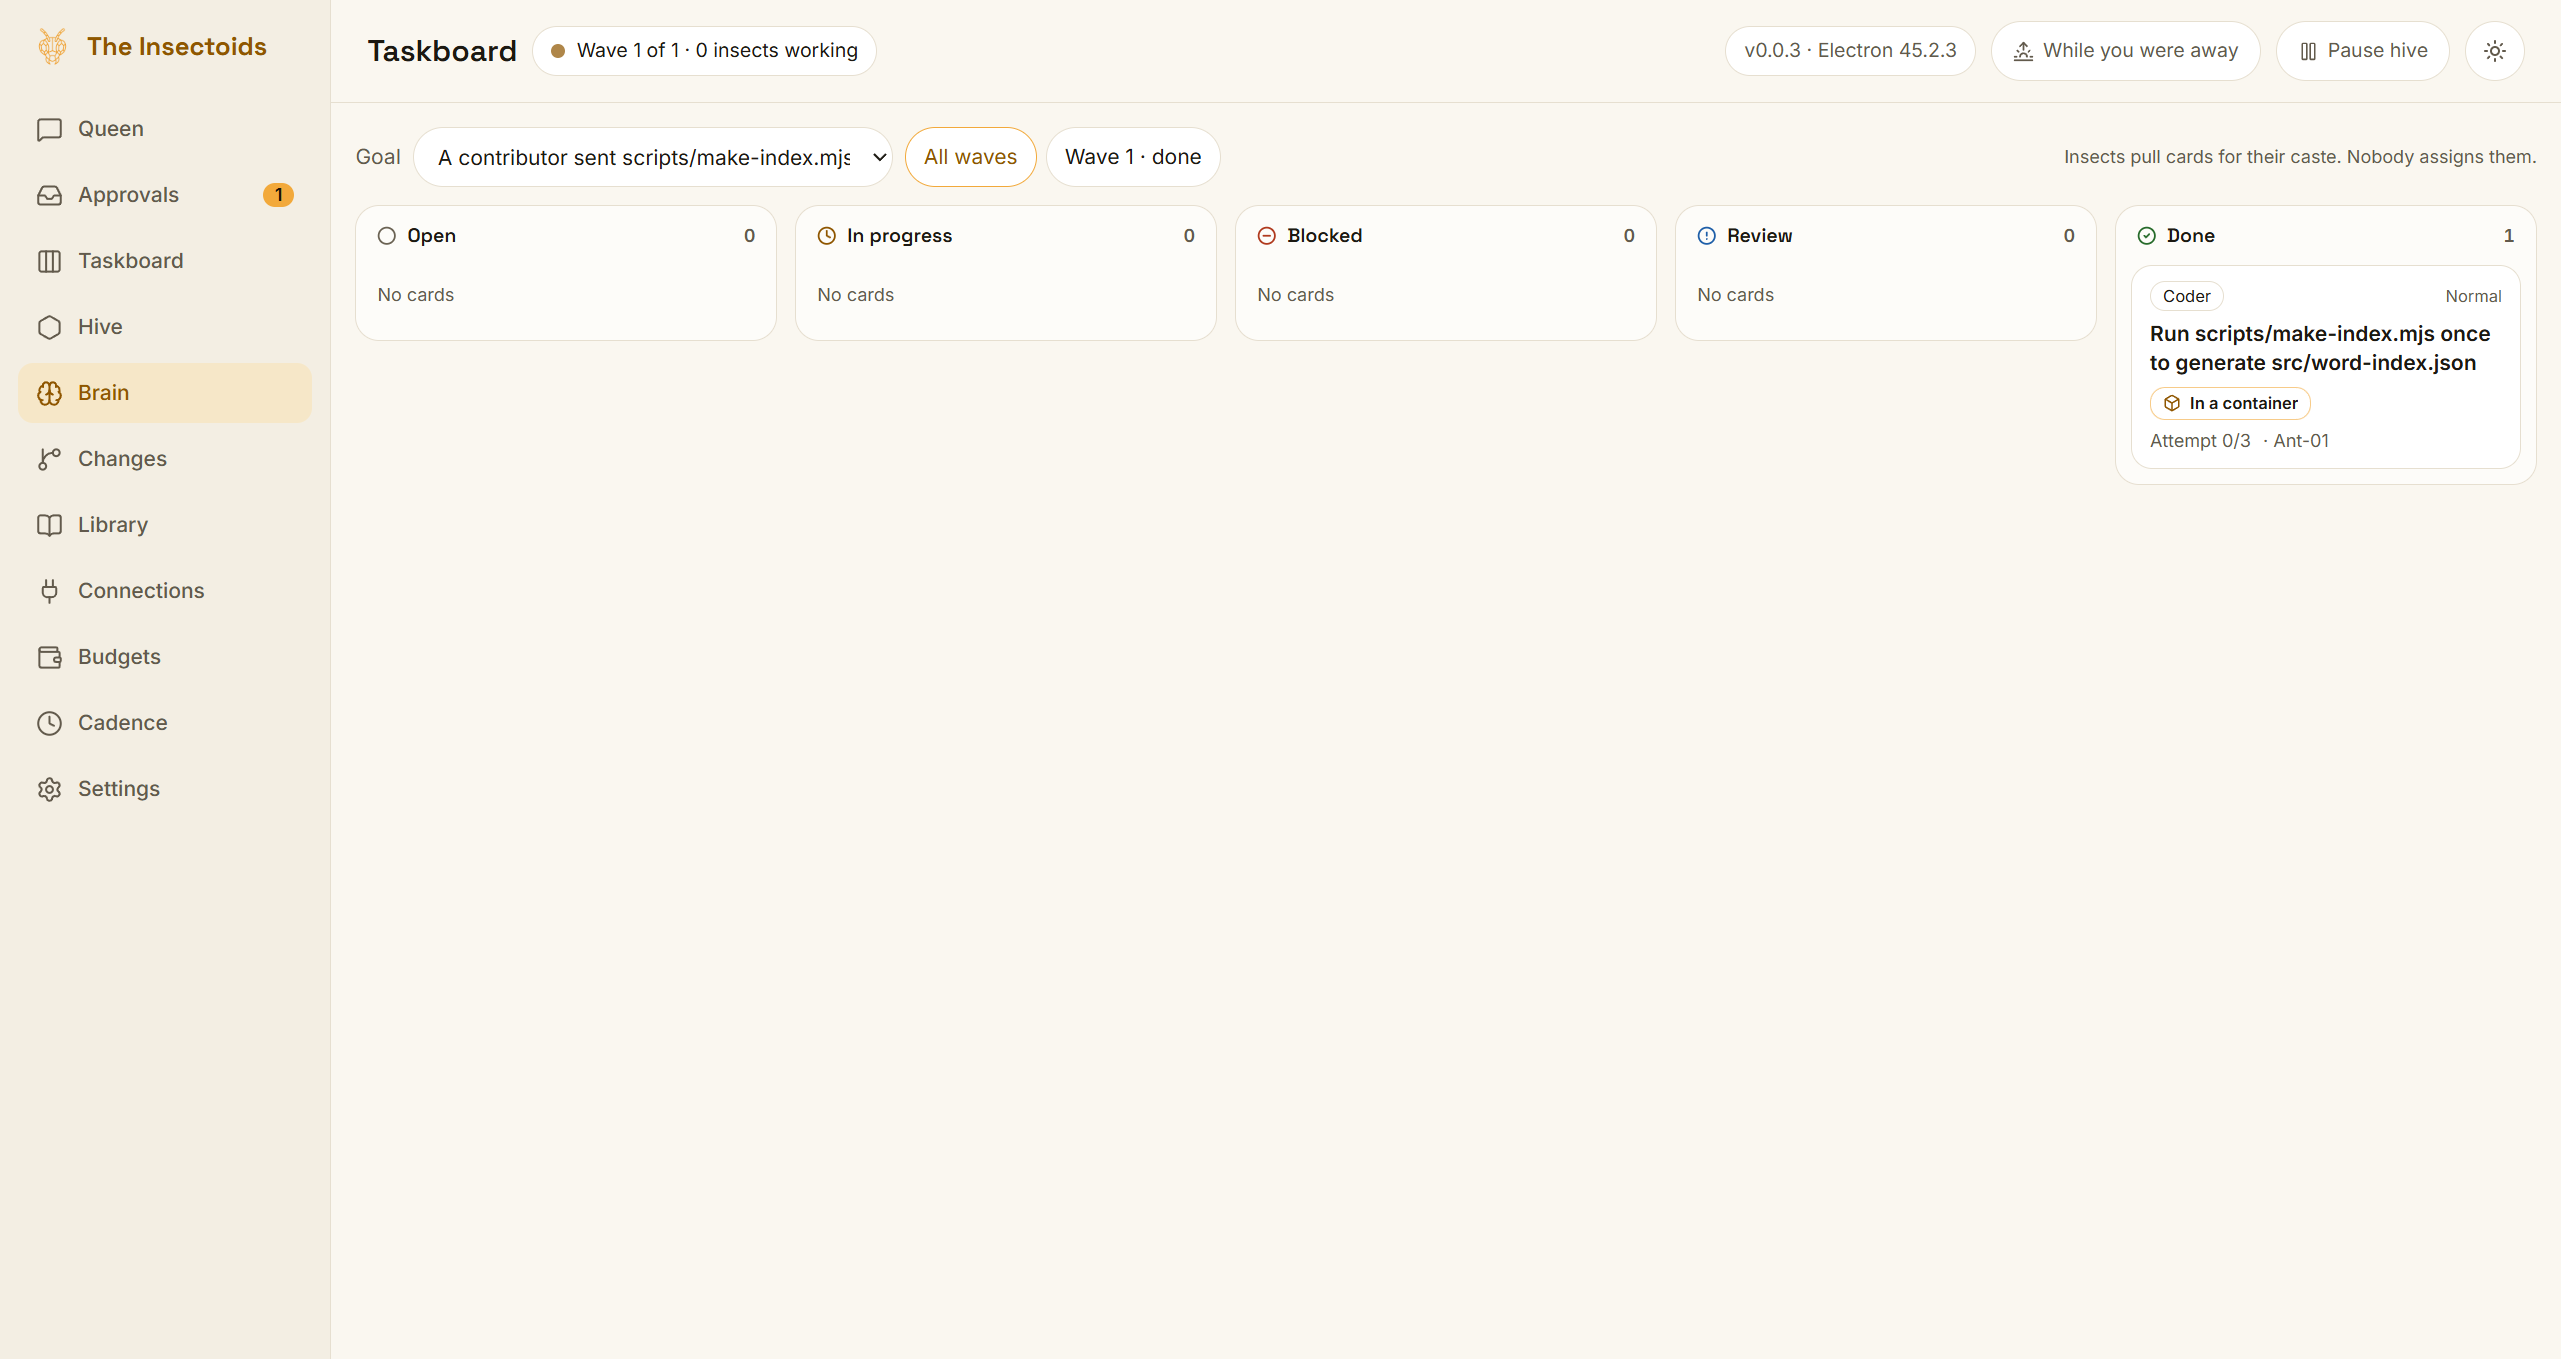 The Insectoids
Queen
Approvals 1
Taskboard
Hive
Brain
Changes
Library
Connections
Budgets
Cadence
Settings
Taskboard
Wave 1 of 1 · 0 insects working
v0.0.3 · Electron 45.2.3
While you were away
Pause hive
Goal
A contributor sent scripts/make-index.mjs
All waves
Wave 1 · done
Insects pull cards for their caste. Nobody assigns them.
Open 0
No cards
In progress 0
No cards
Blocked 0
No cards
Review 0
No cards
Done 1
Coder Normal
Run scripts/make-index.mjs once
to generate src/word-index.json
In a container
Attempt 0/3 · Ant-01